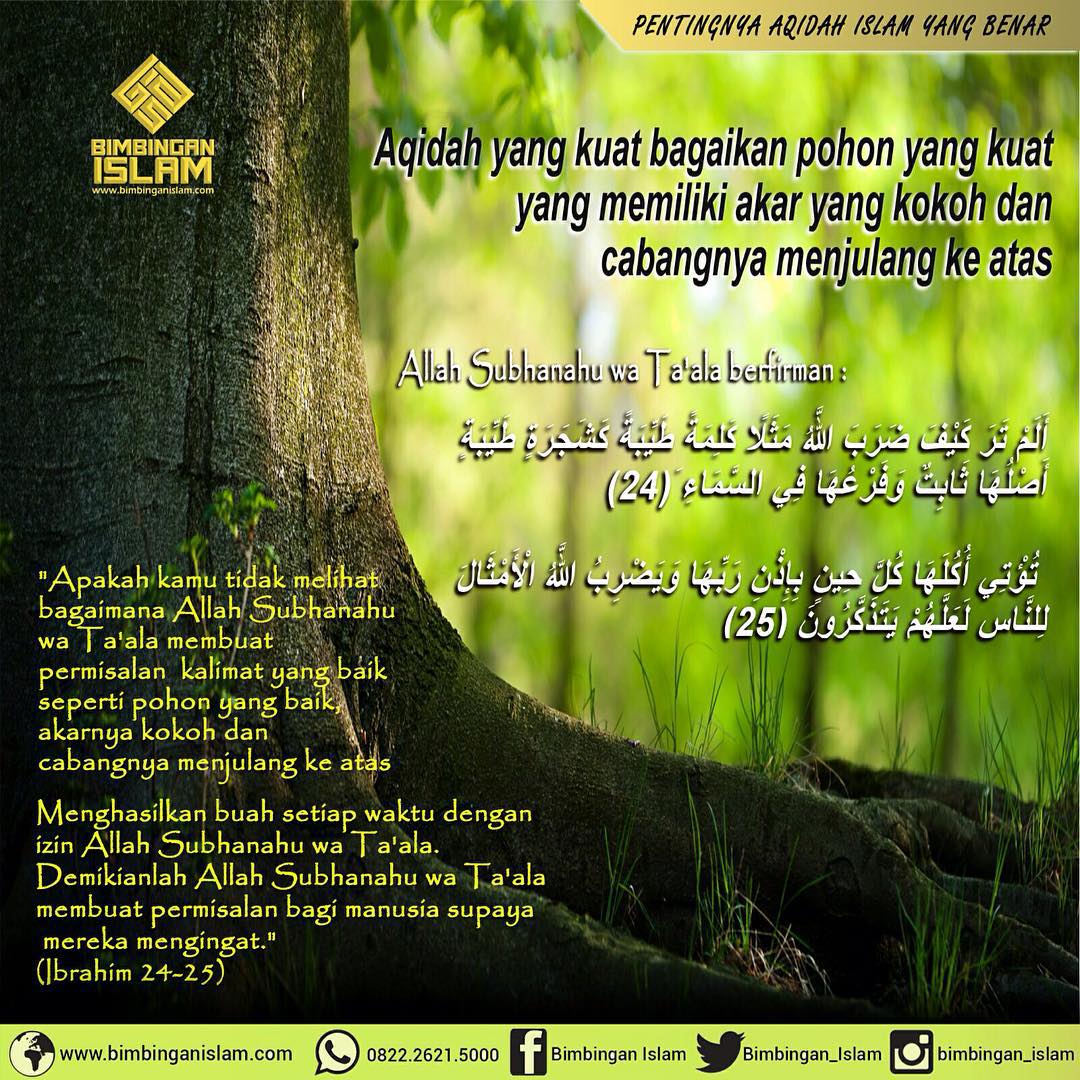 PENTINGNYA AQIDAH ISLAM YANG BENAR
BIMBINGAN
ISLAM
www.bimbinganislam.com
Aqidah yang kuat bagaikan pohon yang kuat
yang memiliki akar yang kokoh dan
cabangnya menjulang ke atas
Allah Subhanahu wa Ta'ala berfirman :
أَلَمْ تَرَ كَيْفَ ضَرَبَ اللَّهُ مَثَلًا كَلِمَةً طَيِّبَةً كَشَجَرَةٍ طَيِّبَةٍ
أَصْلُهَا ثَابِتٌ وَفَرْعُهَا فِي السَّمَاءِ (24)
تُؤْتِي أُكُلَهَا كُلَّ حِينٍ بِإِذْنِ رَبِّهَا وَيَضْرِبُ اللَّهُ الْأَمْثَالَ
لِلنَّاسِ لَعَلَّهُمْ يَتَذَكَّرُونَ (25)
"Apakah kamu tidak melihat
bagaimana Allah Subhanahu
wa Ta'ala membuat
permisalan kalimat yang baik
seperti pohon yang baik,
akarnya kokoh dan
cabangnya menjulang ke atas
Menghasilkan buah setiap waktu dengan
izin Allah Subhanahu wa Ta'ala.
Demikianlah Allah Subhanahu wa Ta'ala
membuat permisalan bagi manusia supaya
mereka mengingat."
(Ibrahim 24-25)
www.bimbinganislam.com 0822.2621.5000 Bimbingan Islam Bimbingan_Islam bimbingan_islam